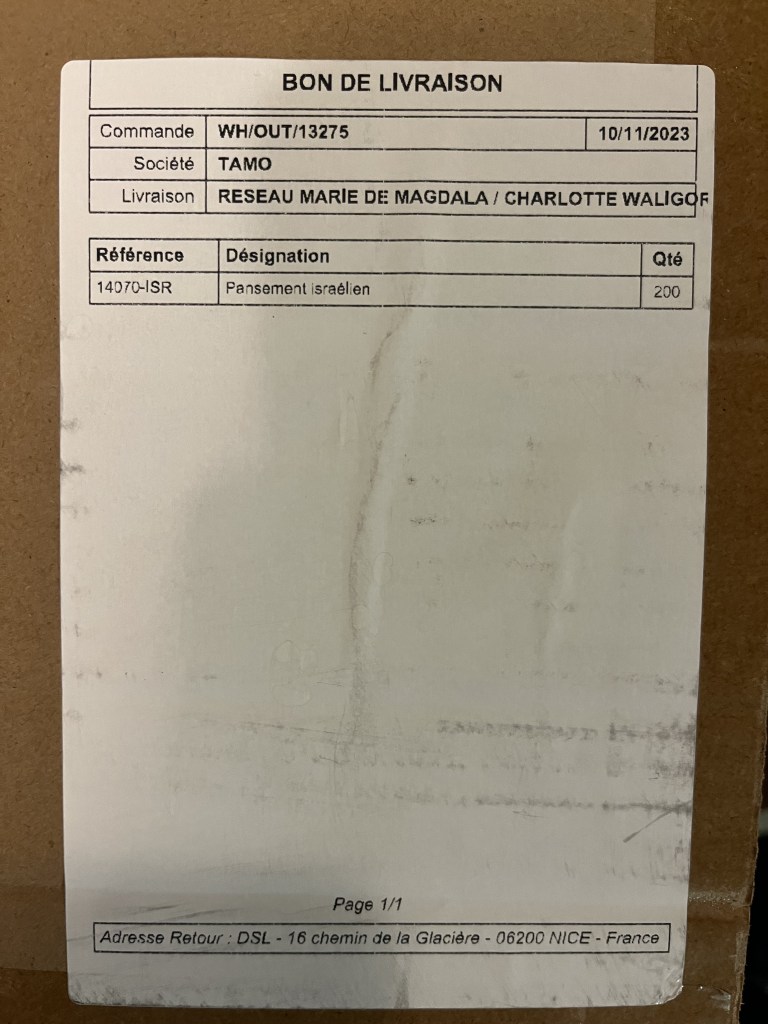 BON DE LIVRAISON
Commande WH/OUT/13275 10/11/2023
Société TAMO
Livraison RESEAU MARIE DE MAGDALA / CHARLOTTE WALIGOR
Référence Désignation Qté
14070-ISR Pansement israélien 200
Page 1/1
Adresse Retour : DSL - 16 chemin de la Glacière - 06200 NICE - France